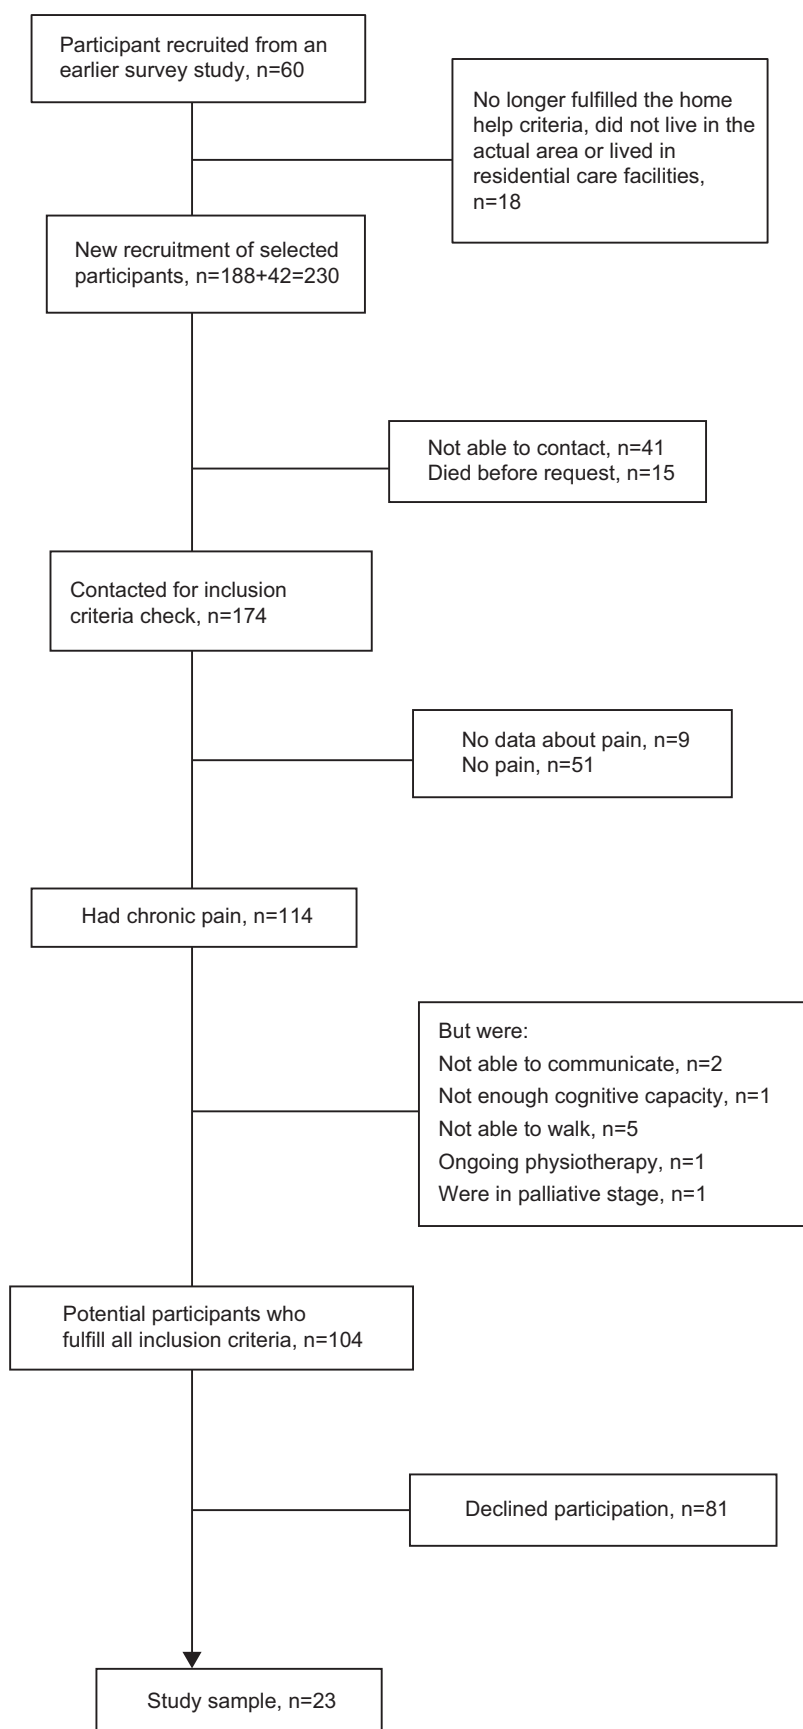 Participant recruited from an
earlier survey study, n=60
No longer fulfilled the home
help criteria, did not live in the
actual area or lived in
residential care facilities,
n=18
New recruitment of selected
participants, n=188+42=230
Not able to contact, n=41
Died before request, n=15
Contacted for inclusion
criteria check, n=174
No data about pain, n=9
No pain, n=51
Had chronic pain, n=114
But were:
Not able to communicate, n=2
Not enough cognitive capacity, n=1
Not able to walk, n=5
Ongoing physiotherapy, n=1
Were in palliative stage, n=1
Potential participants who
fulfill all inclusion criteria, n=104
Declined participation, n=81
Study sample, n=23